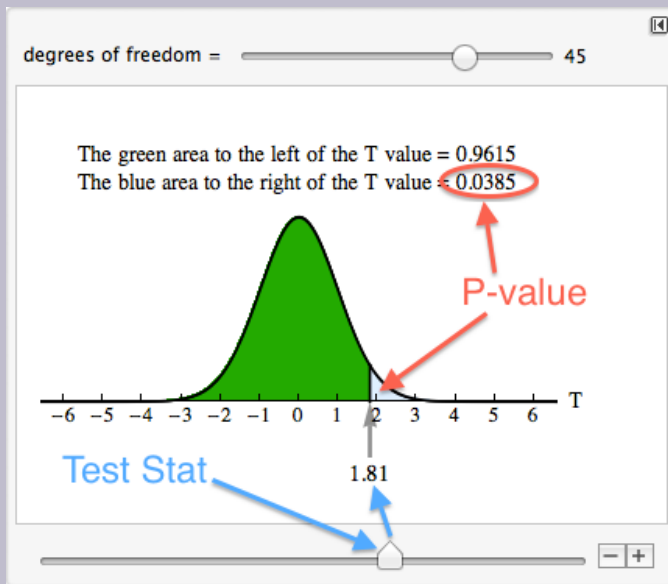 degrees of freedom = 45
The green area to the left of the T value = 0.9615
The blue area to the right of the T value = 0.0385
P-value
−6 −5 −4 −3 −2 −1 0 1 2 3 4 5 6 T
Test Stat 1.81
− +